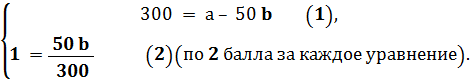 300 = a – 50 b (1),
1 = 50 b / 300 (2)(по 2 балла за каждое уравнение).